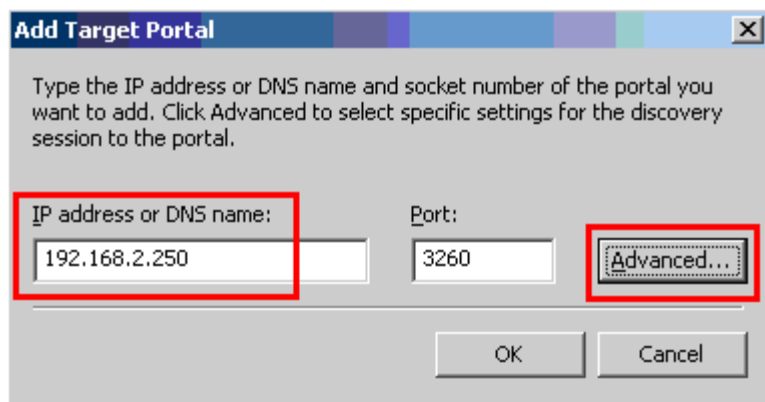 Add Target Portal
Type the IP address or DNS name and socket number of the portal you
want to add. Click Advanced to select specific settings for the discovery
session to the portal.
IP address or DNS name:
Port:
192.168.2.250
3260
Advanced...
OK
Cancel